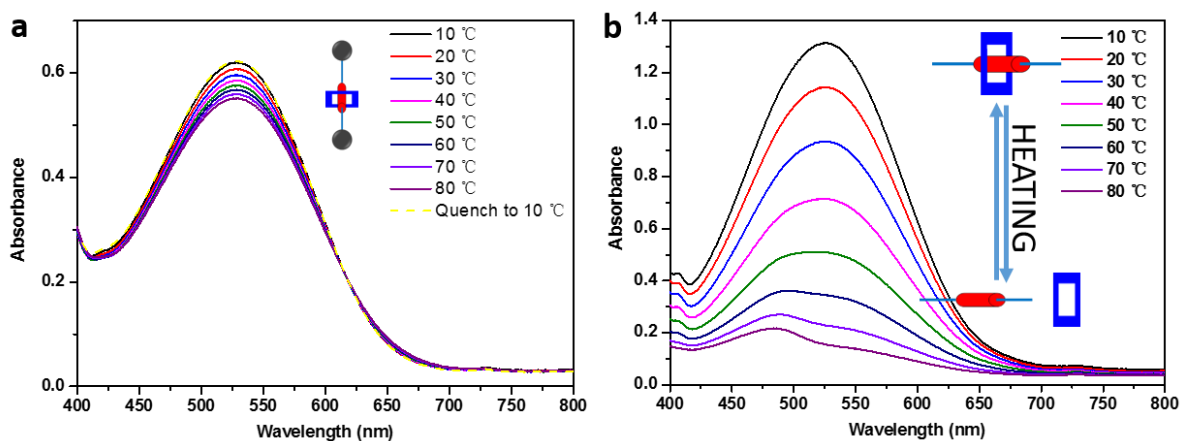 a
10 ℃
20 ℃
30 ℃
40 ℃
50 ℃
60 ℃
70 ℃
80 ℃
Quench to 10 ℃
Absorbance
0.6
0.4
0.2
0.0
400 450 500 550 600 650 700 750 800
Wavelength (nm)
b
10 ℃
20 ℃
30 ℃
40 ℃
50 ℃
60 ℃
70 ℃
80 ℃
HEATING
Absorbance
1.4
1.2
1.0
0.8
0.6
0.4
0.2
0.0
400 450 500 550 600 650 700 750 800
Wavelength (nm)